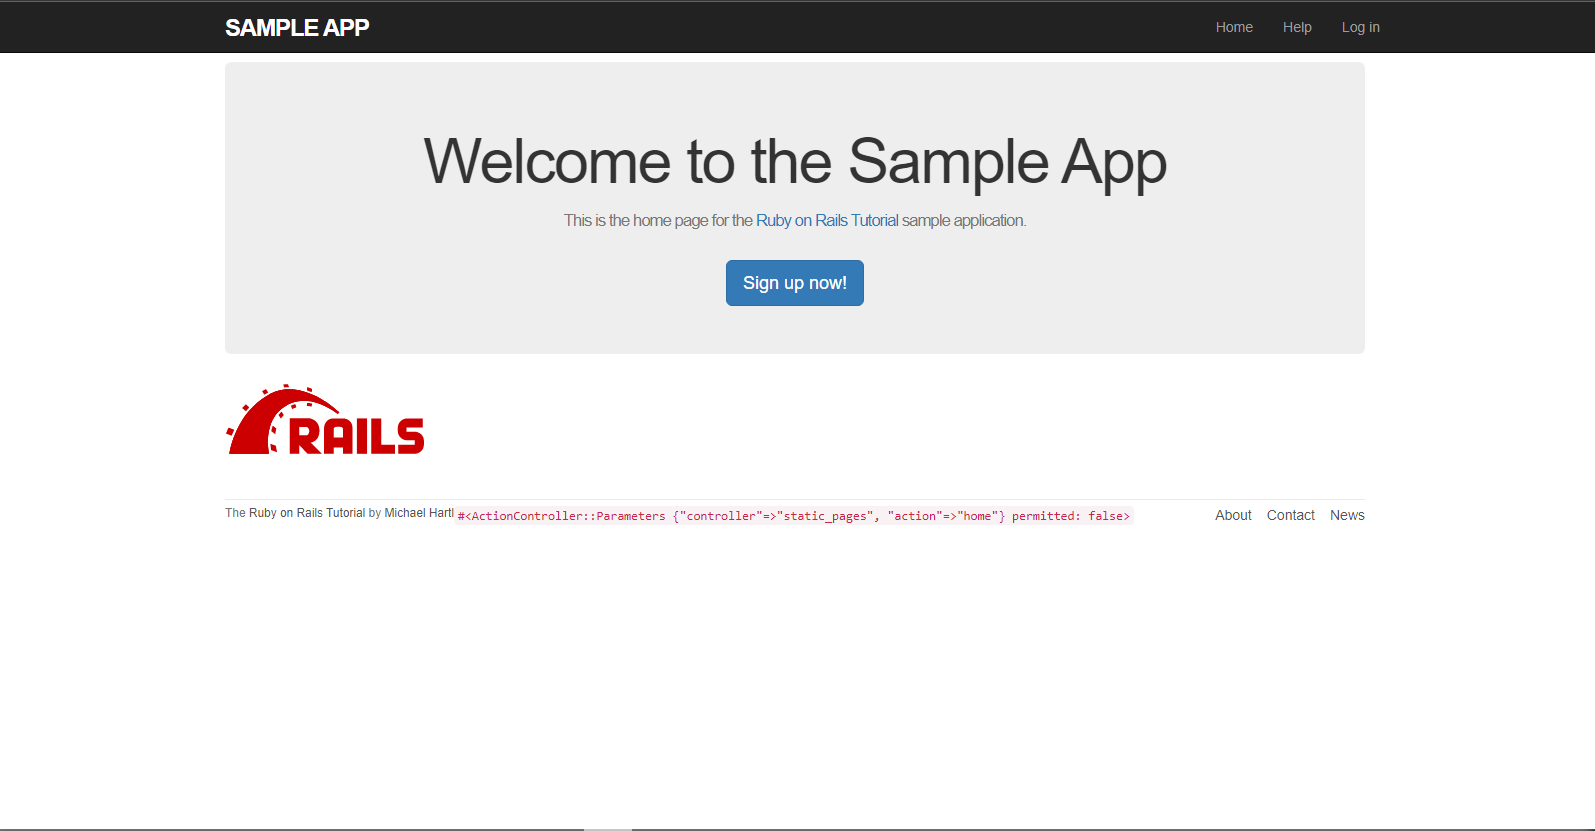 SAMPLE APP Home Help Log in
Welcome to the Sample App
This is the home page for the Ruby on Rails Tutorial sample application.
Sign up now!
RAILS
The Ruby on Rails Tutorial by Michael Hartl #<ActionController::Parameters {"controller"=>"static_pages", "action"=>"home"} permitted: false> About Contact News